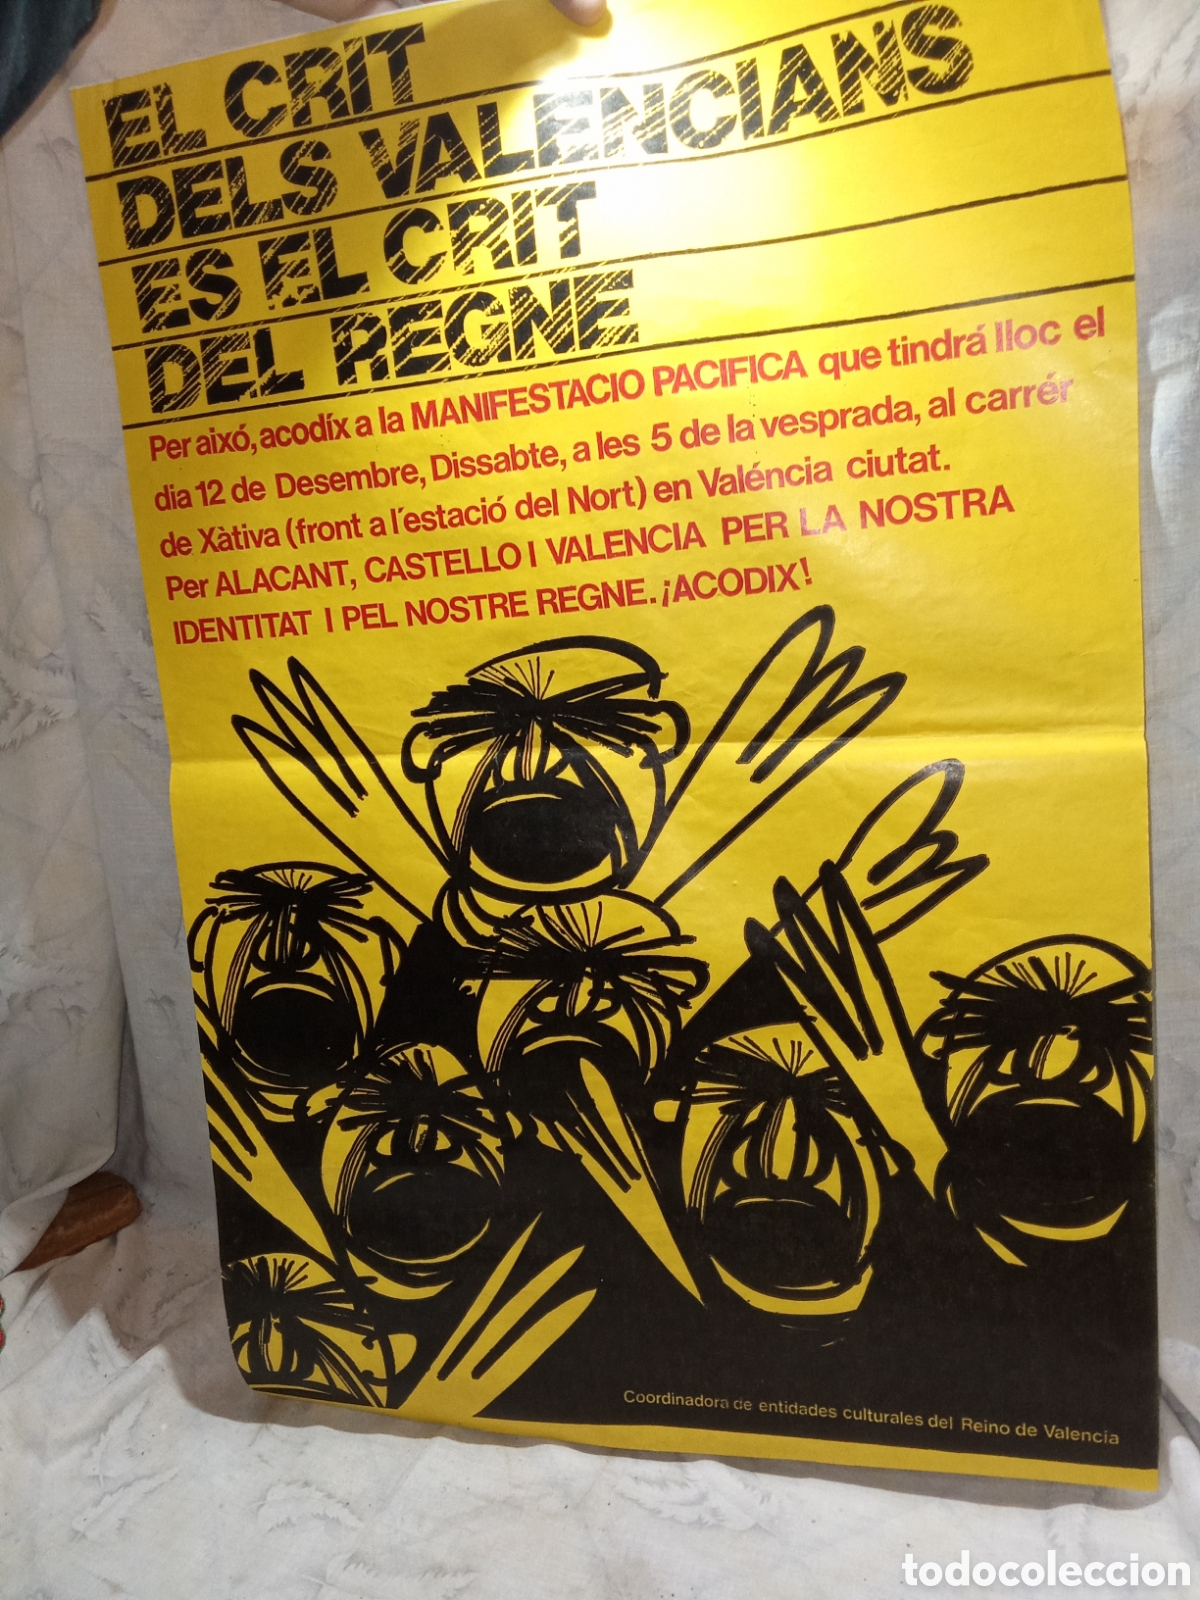 EL CRIT
DELS VALENCIANS
ES EL CRIT
DEL REGNE
Per aixó, acodíx a la MANIFESTACIO PACIFICA que tindrá lloc el
dia 12 de Desembre, Dissabte, a les 5 de la vesprada, al carrér
de Xàtiva (front a l'estació del Nort) en Valéncia ciutat.
Per ALACANT, CASTELLO I VALENCIA PER LA NOSTRA
IDENTITAT I PEL NOSTRE REGNE. ¡ACODIX!
Coordinadora de entidades culturales del Reino de Valencia
todocoleccion